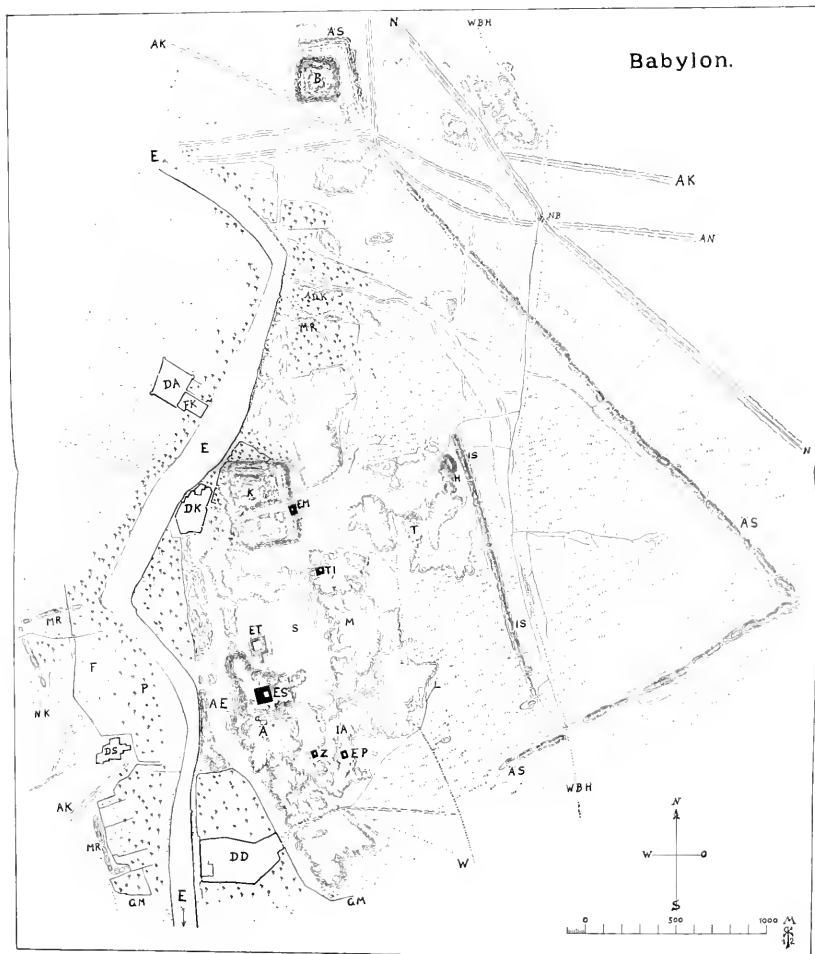 Babylon.
AS
N
WBH
AK
B
E
AK
NB
AN
MR
DA
FK
E
N
IS
H
K
DK
EM
T
AS
TI
MR
ET
S
M
IS
F
P
NK
AE
ES
L
A
IA
DS
Z
EP
AS
AK
WBH
N
MR
W
O
DD
W
S
GM
E
GM
0 500 1000 M